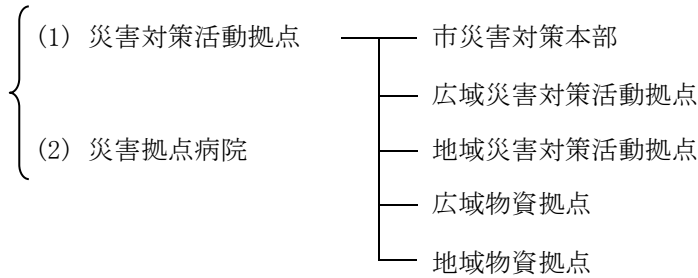 (1) 災害対策活動拠点
市災害対策本部
広域災害対策活動拠点
(2) 災害拠点病院
地域災害対策活動拠点
広域物資拠点
地域物資拠点